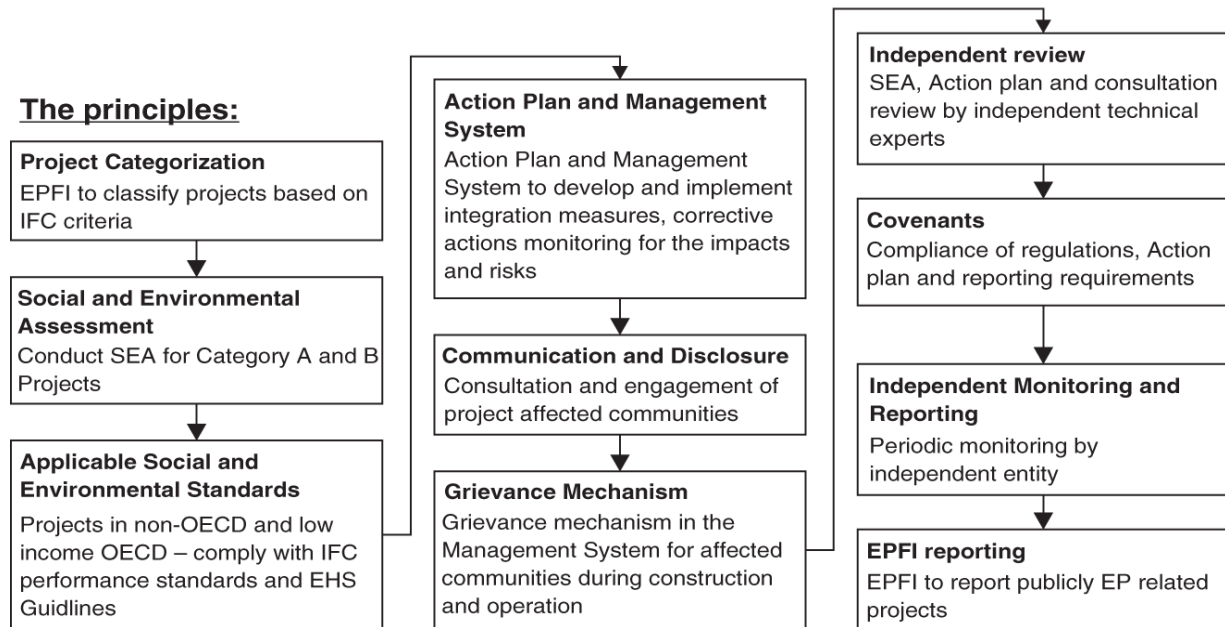 The principles:
Project Categorization
EPFI to classify projects based on
IFC criteria
Social and Environmental
Assessment
Conduct SEA for Category A and B
Projects
Applicable Social and
Environmental Standards
Projects in non-OECD and low
income OECD – comply with IFC
performance standards and EHS
Guidlines
Action Plan and Management
System
Action Plan and Management
System to develop and implement
integration measures, corrective
actions monitoring for the impacts
and risks
Communication and Disclosure
Consultation and engagement of
project affected communities
Grievance Mechanism
Grievance mechanism in the
Management System for affected
communities during construction
and operation
Independent review
SEA, Action plan and consultation
review by independent technical
experts
Covenants
Compliance of regulations, Action
plan and reporting requirements
Independent Monitoring and
Reporting
Periodic monitoring by
independent entity
EPFI reporting
EPFI to report publicly EP related
projects